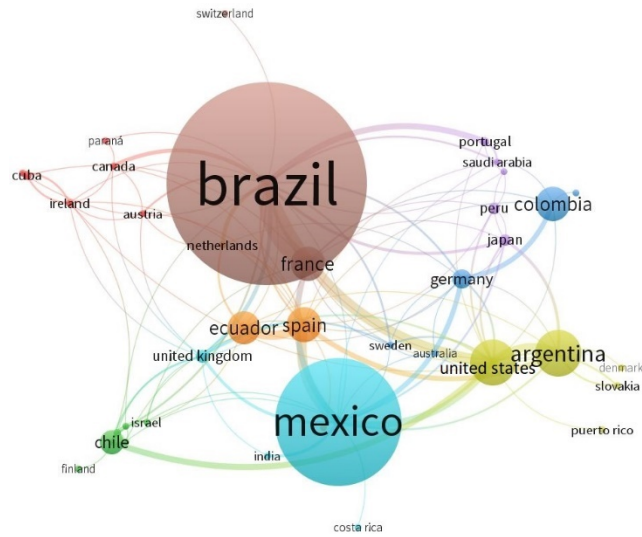 switzerland
paraná
canada
cuba
ireland
austria
brazil
netherlands
france
portugal
saudi arabia
peru
colombia
japan
germany
ecuador
spain
united kingdom
sweden
australia
united states
argentina
denmark
slovakia
mexico
israel
chile
puerto rico
finland
india
costa rica